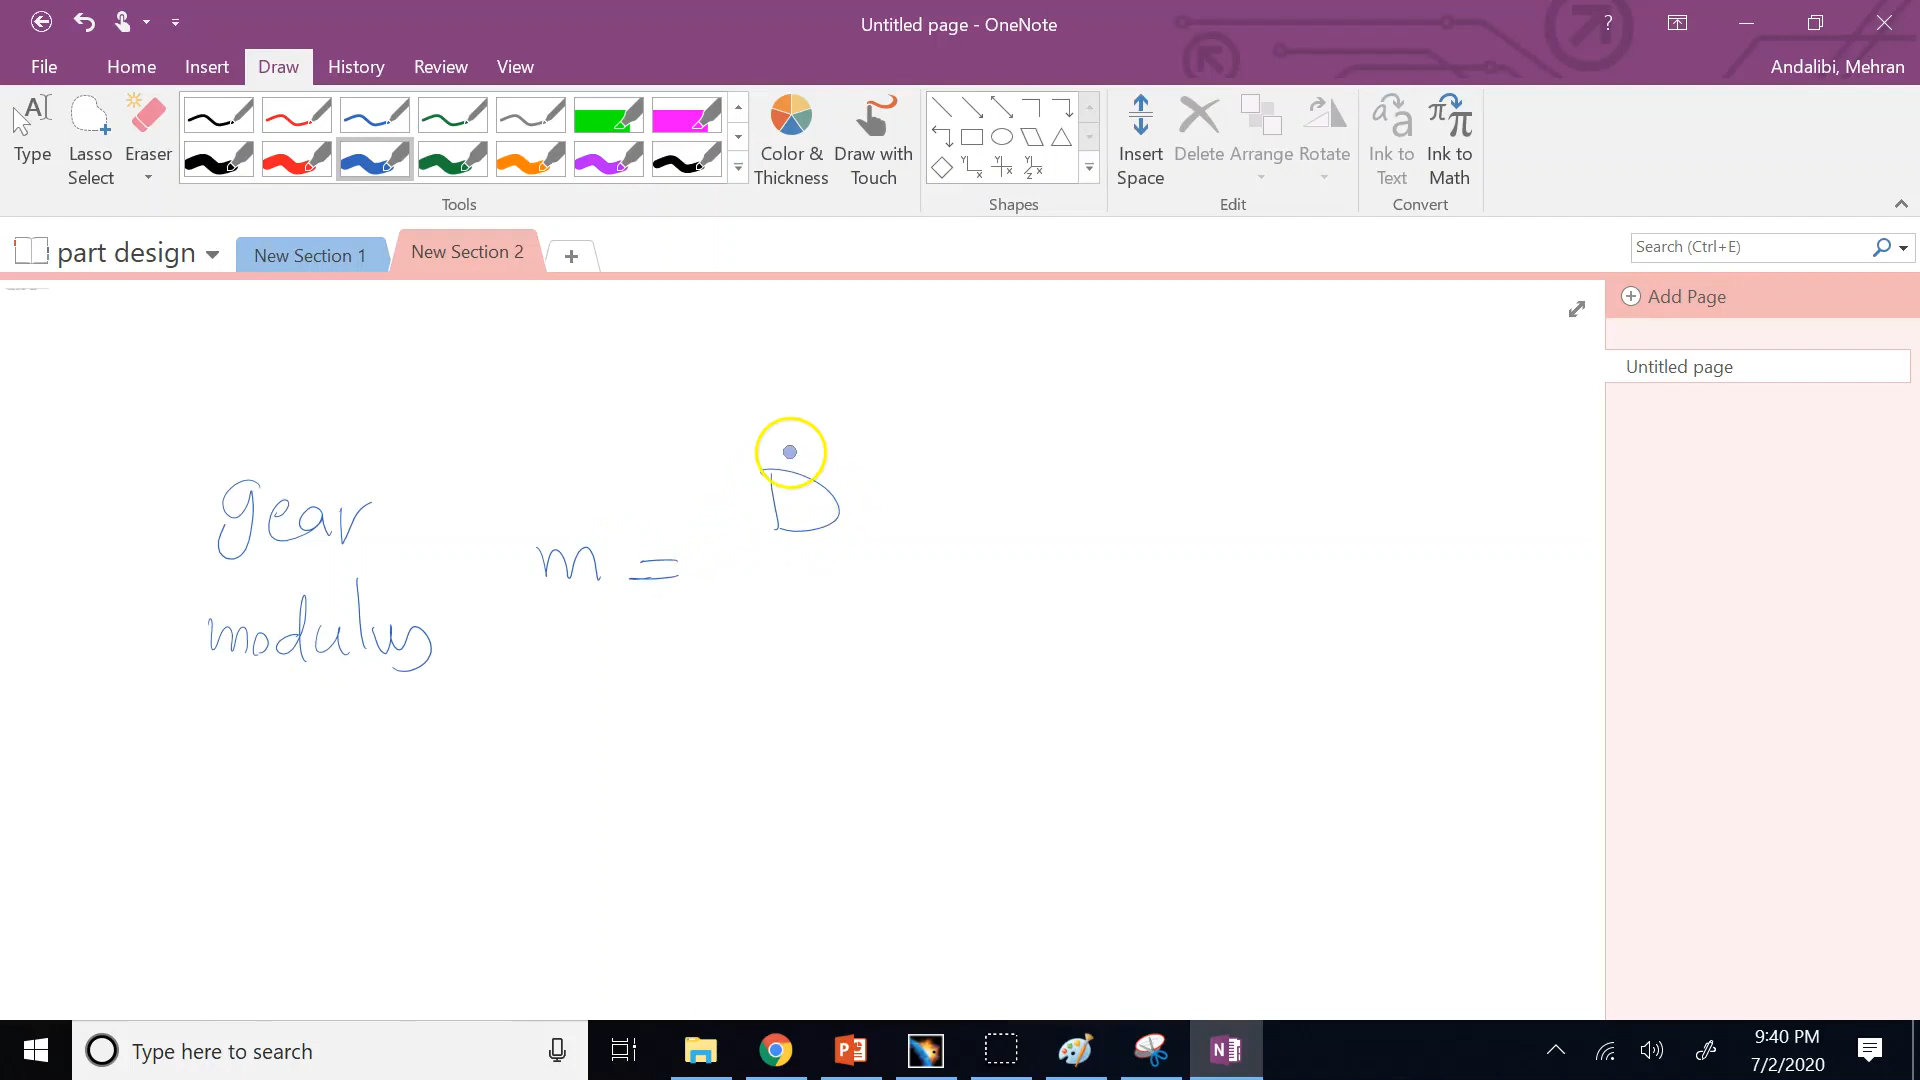 Untitled page - OneNote
?
File Home Insert Draw History Review View
Andalibi, Mehran
Type
Lasso Select
Eraser
Color & Thickness
Draw with Touch
Insert Space
Delete
Arrange
Rotate
Ink to Text
Ink to Math
Tools
Shapes
Edit
Convert
part design
New Section 1
New Section 2
Search (Ctrl+E)
Add Page
Untitled page
D
gear
m =
modulus
Type here to search
9:40 PM
7/2/2020